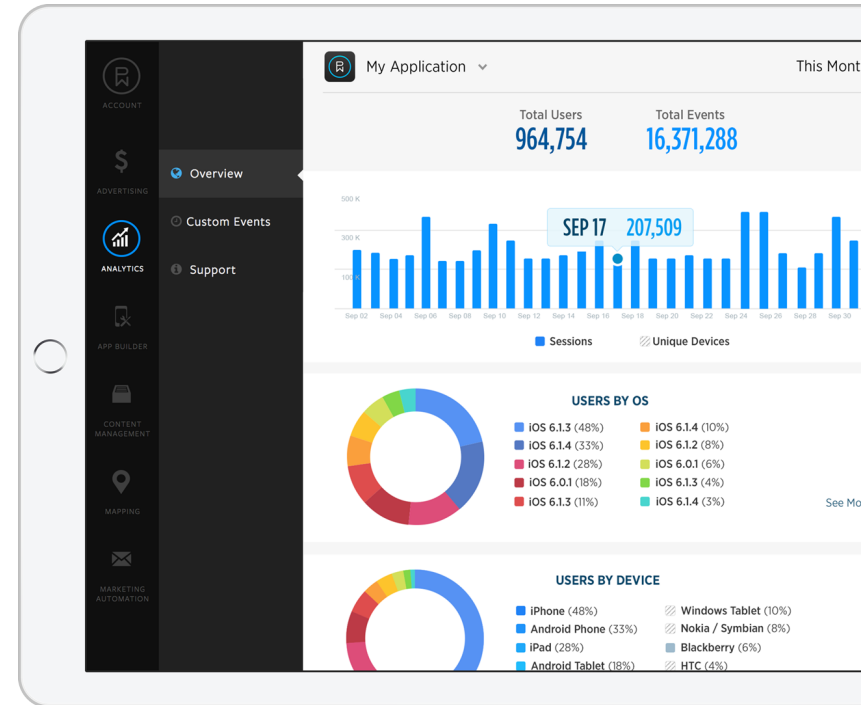 ACCOUNT
ADVERTISING
ANALYTICS
APP BUILDER
CONTENT
MANAGEMENT
MAPPING
MARKETING
AUTOMATION
Overview
Custom Events
Support
My Application
This Mont
Total Users
964,754
Total Events
16,371,288
500 K
300 K
100 K
SEP 17 207,509
Sep 02 Sep 04 Sep 06 Sep 08 Sep 10 Sep 12 Sep 14 Sep 16 Sep 18 Sep 20 Sep 22 Sep 24 Sep 26 Sep 28 Sep 30
Sessions Unique Devices
USERS BY OS
iOS 6.1.3 (48%)
iOS 6.1.4 (33%)
iOS 6.1.2 (28%)
iOS 6.0.1 (18%)
iOS 6.1.3 (11%)
iOS 6.1.4 (10%)
iOS 6.1.2 (8%)
iOS 6.0.1 (6%)
iOS 6.1.3 (4%)
iOS 6.1.4 (3%)
See Mo
USERS BY DEVICE
iPhone (48%)
Android Phone (33%)
iPad (28%)
Android Tablet (18%)
Windows Tablet (10%)
Nokia / Symbian (8%)
Blackberry (6%)
HTC (4%)